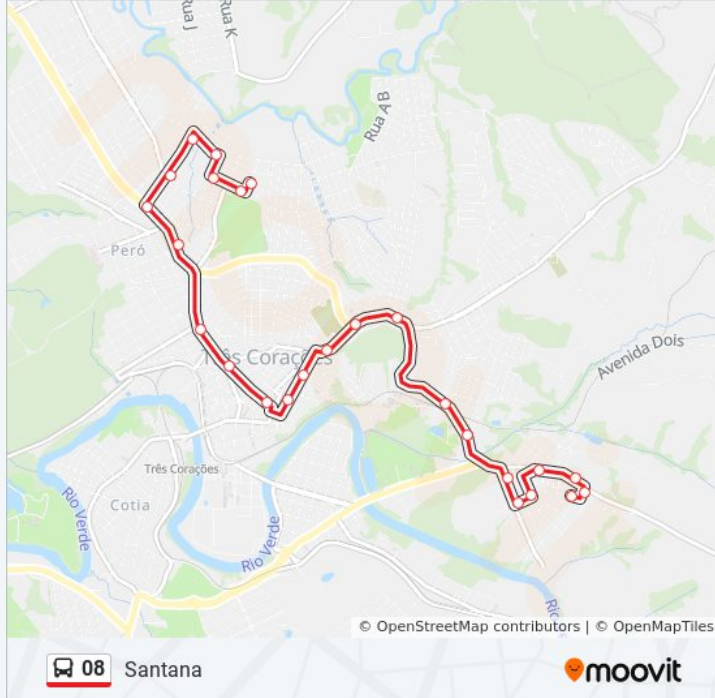 Rua J
Rua K
Rua A B
Peró
Três Corações
Avenida Dois
Três Corações
Cotia
Rio Verde
Rio Verde
© OpenStreetMap contributors | © OpenMapTiles
08 Santana
moovit